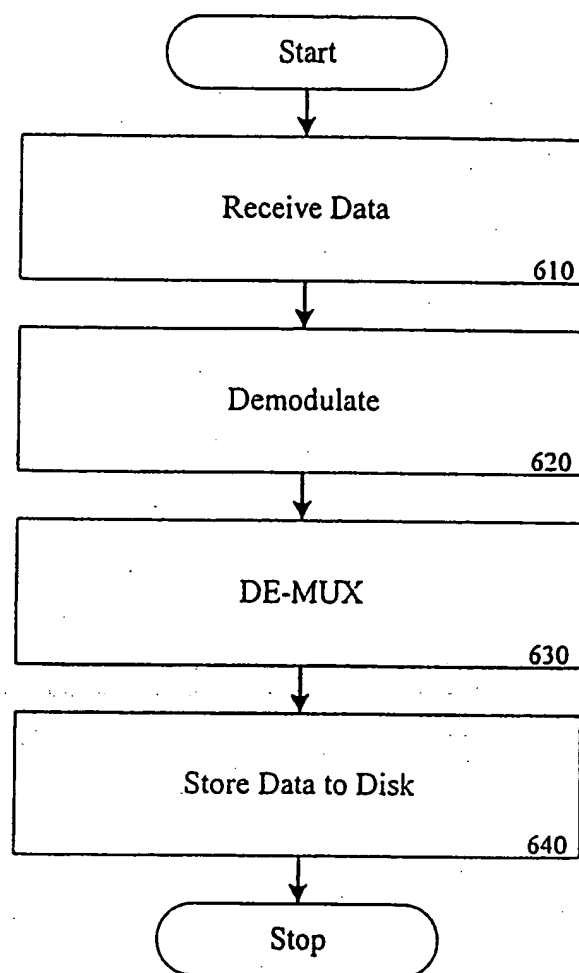 Start
Receive Data
610
Demodulate
620
DE-MUX
630
Store Data to Disk
640
Stop